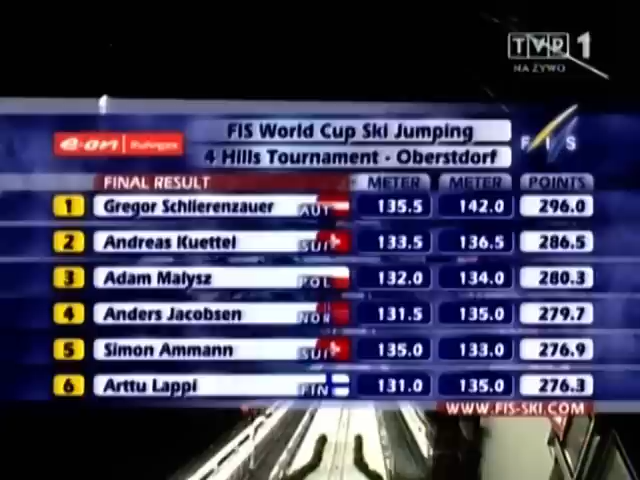 TVP 1
NA ŻYWO
FIS World Cup Ski Jumping
e·on Ruhrgas
4 Hills Tournament - Oberstdorf
FIS
FINAL RESULT METER METER POINTS
1 Gregor Schlierenzauer AUT 135.5 142.0 296.0
2 Andreas Kuettel SUI 133.5 136.5 286.5
3 Adam Malysz POL 132.0 134.0 280.3
4 Anders Jacobsen NOR 131.5 135.0 279.7
5 Simon Ammann SUI 135.0 133.0 276.9
6 Arttu Lappi FIN 131.0 135.0 276.3
WWW.FIS-SKI.COM